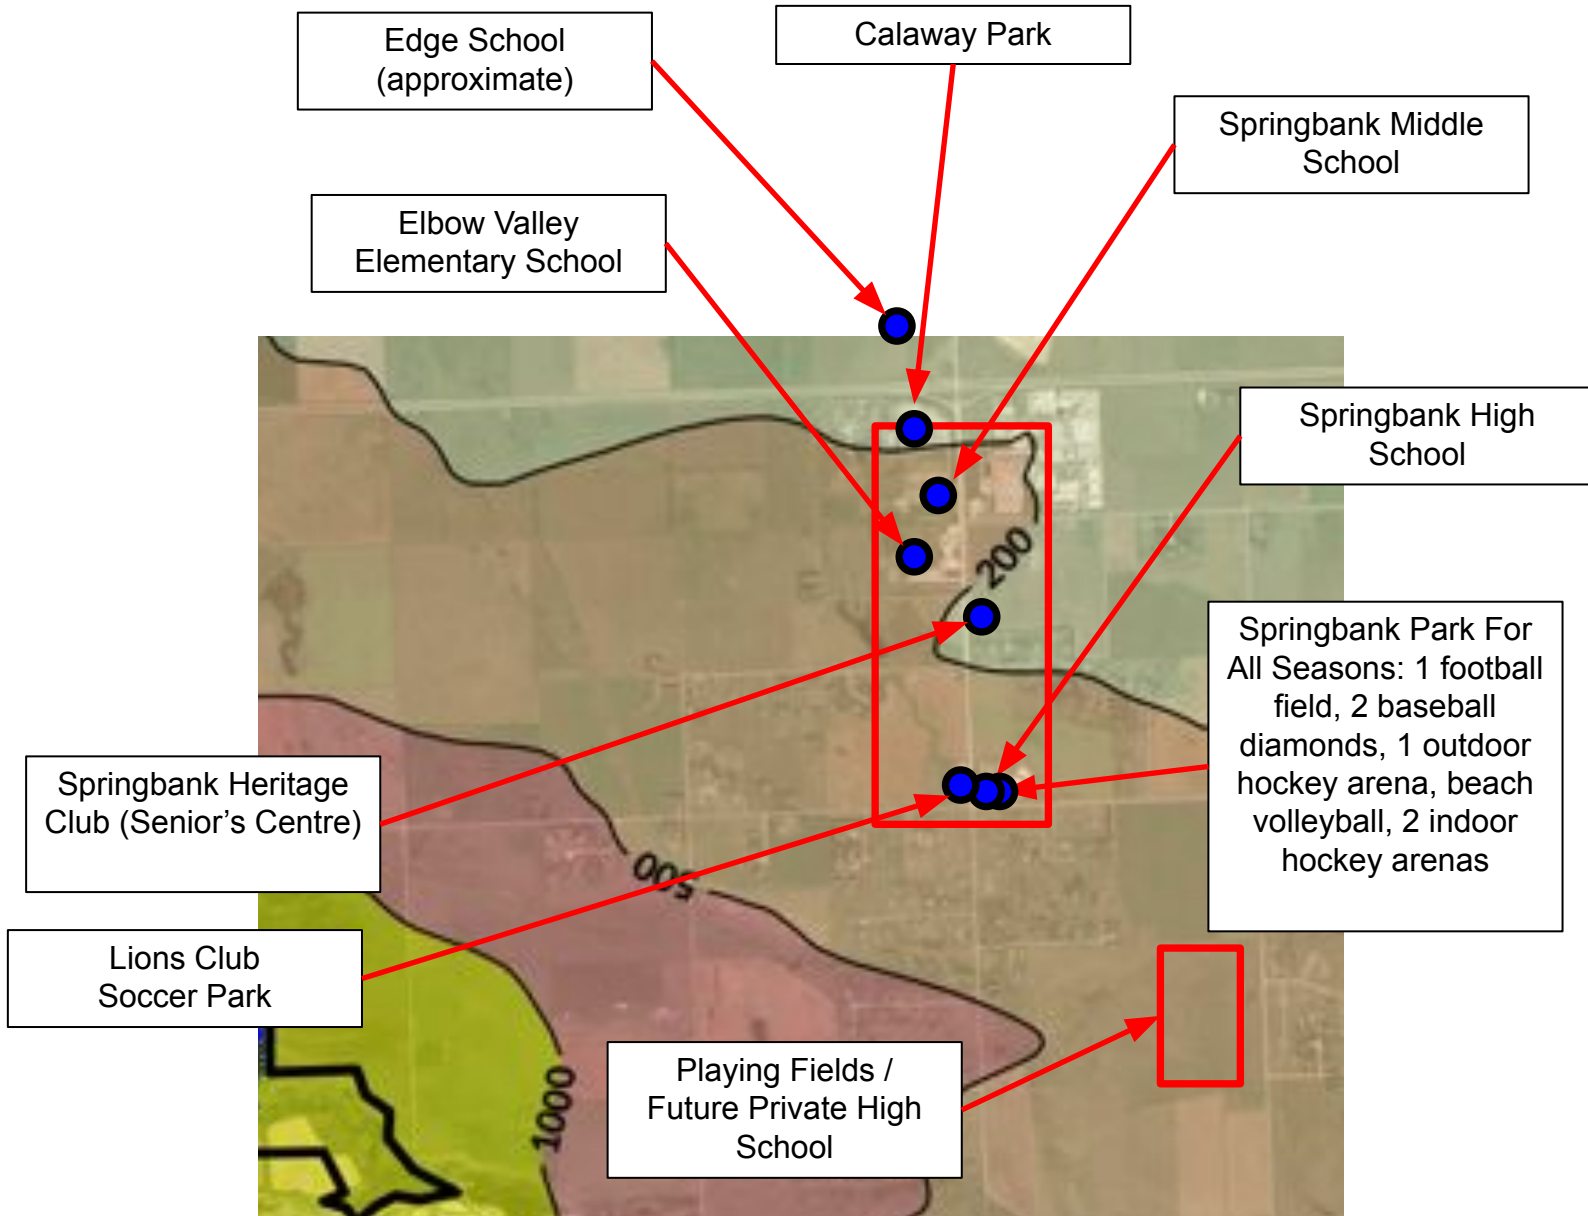 Edge School
(approximate)
Calaway Park
Springbank Middle
School
Elbow Valley
Elementary School
Springbank High
School
200
Springbank Park For
All Seasons: 1 football
field, 2 baseball
diamonds, 1 outdoor
hockey arena, beach
volleyball, 2 indoor
hockey arenas
Springbank Heritage
Club (Senior’s Centre)
500
Lions Club
Soccer Park
1000
Playing Fields /
Future Private High
School